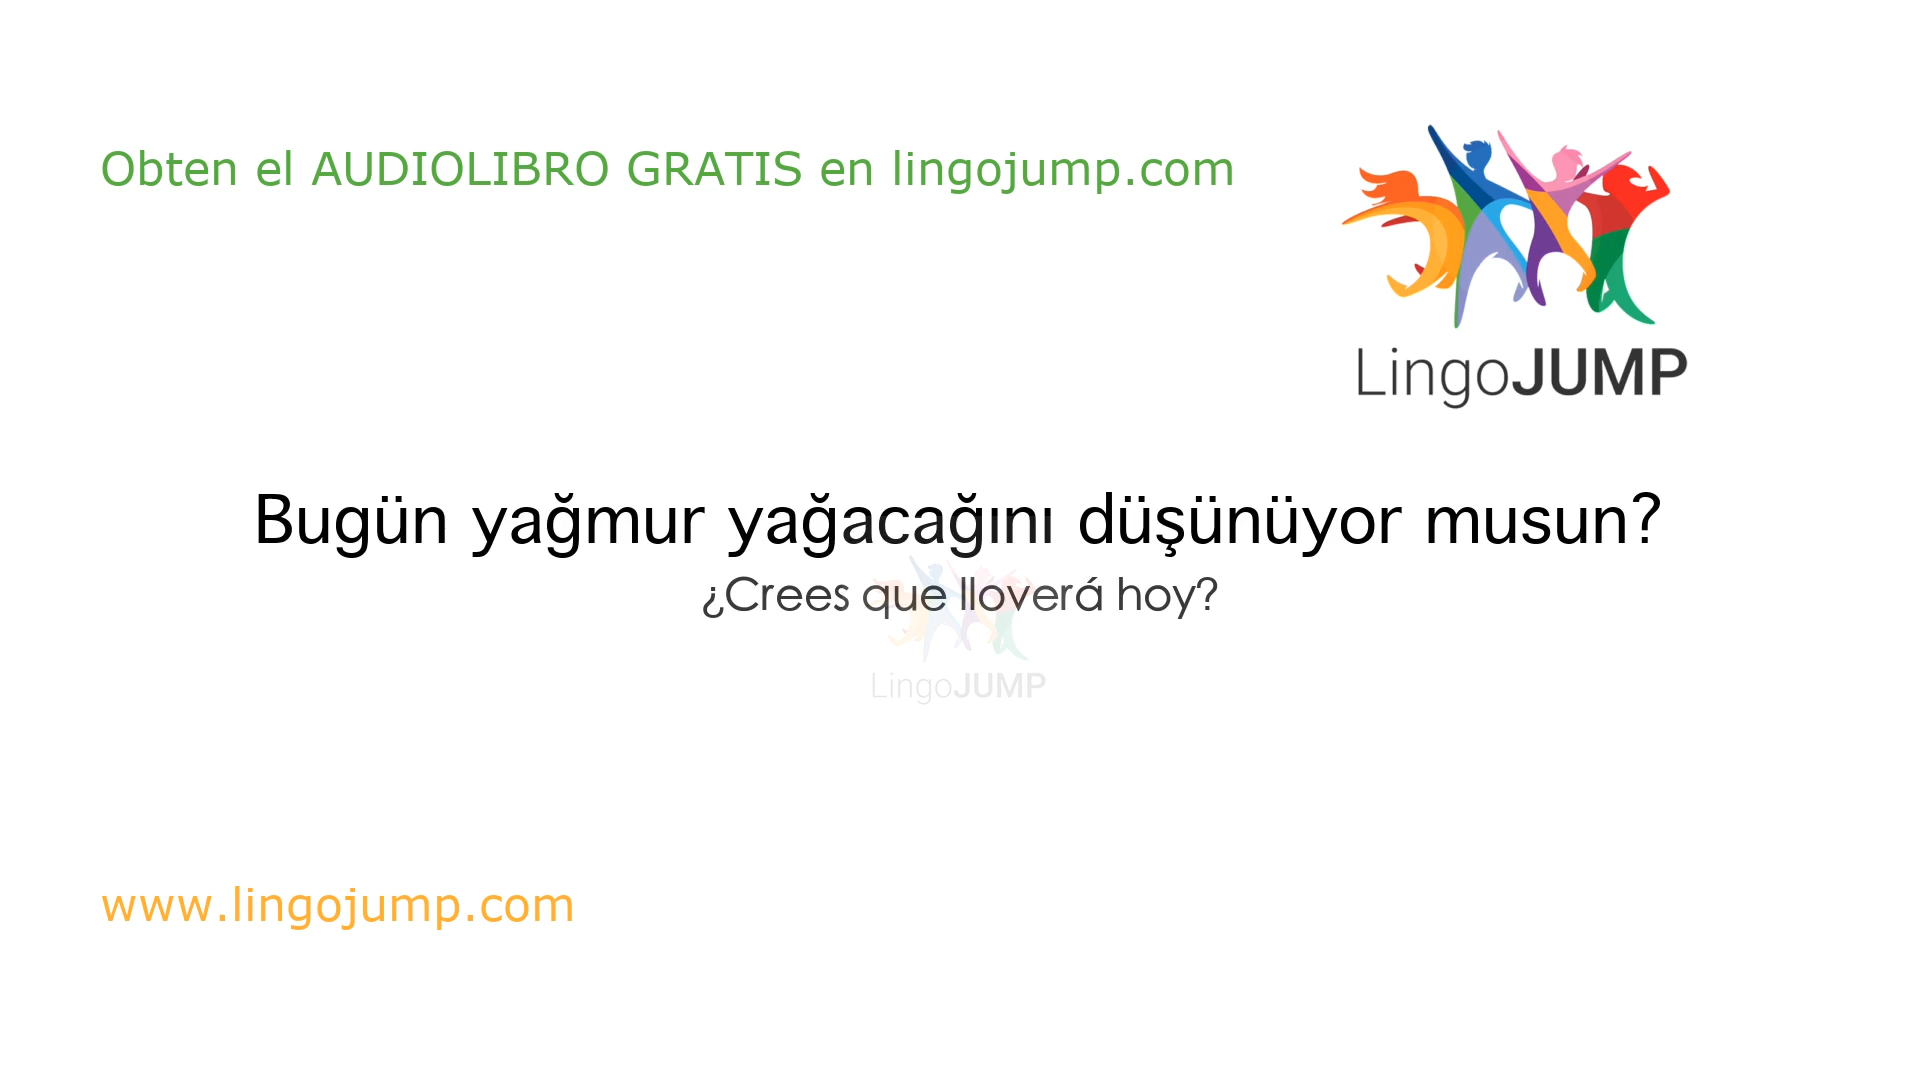 Obten el AUDIOLIBRO GRATIS en lingojump.com
LingoJUMP
Bugün yağmur yağacağını düşünüyor musun?
¿Crees que lloverá hoy?
LingoJUMP
www.lingojump.com